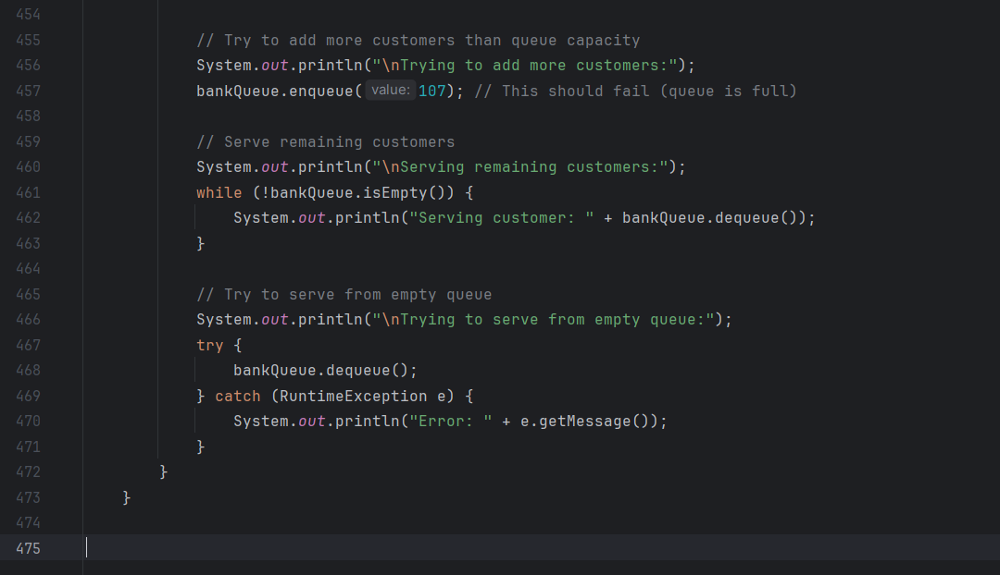 454
455 // Try to add more customers than queue capacity
456 System.out.println("\nTrying to add more customers:");
457 bankQueue.enqueue( value: 107); // This should fail (queue is full)
458
459 // Serve remaining customers
460 System.out.println("\nServing remaining customers:");
461 while (!bankQueue.isEmpty()) {
462 System.out.println("Serving customer: " + bankQueue.dequeue());
463 }
464
465 // Try to serve from empty queue
466 System.out.println("\nTrying to serve from empty queue:");
467 try {
468 bankQueue.dequeue();
469 } catch (RuntimeException e) {
470 System.out.println("Error: " + e.getMessage());
471 }
472 }
473 }
474
475